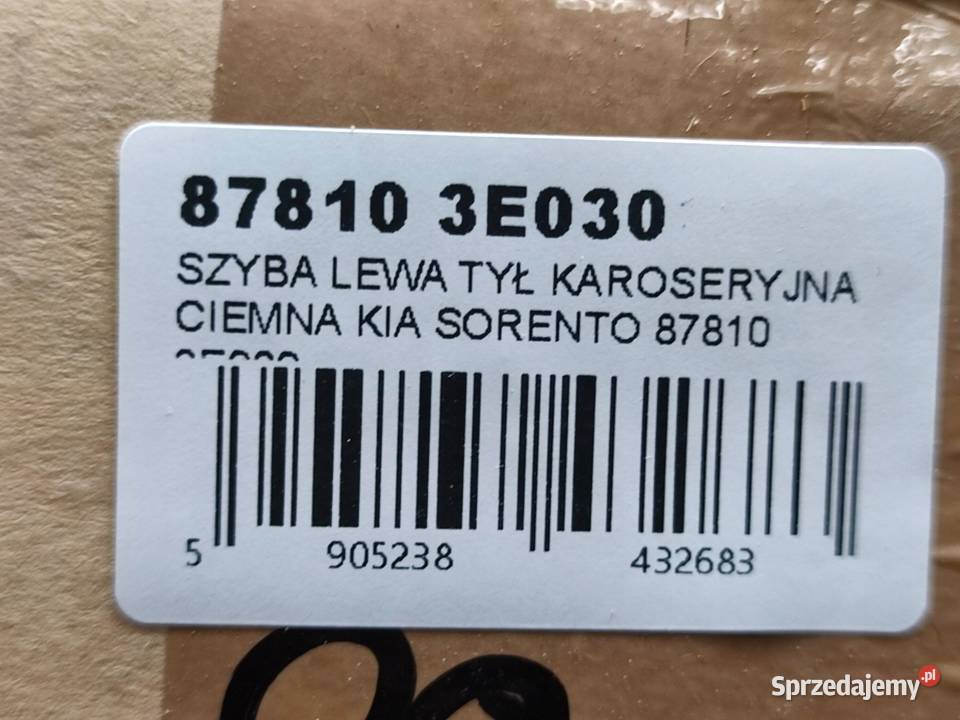 87810 3E030
SZYBA LEWA TYŁ KAROSERYJNA
CIEMNA KIA SORENTO 87810
5 905238 432683
Sprzedajemy.pl